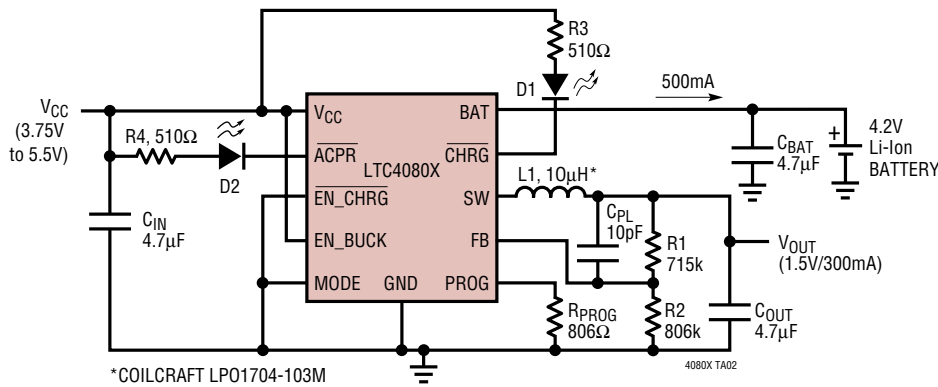 R3
510Ω
D1
500mA
VCC
(3.75V
to 5.5V)
R4, 510Ω
D2
CIN
4.7µF
VCC
ACPR
EN_CHRG
EN_BUCK
MODE
GND
LTC4080X
BAT
CHRG
SW
FB
PROG
L1, 10µH*
CPL
10pF
R1
715k
RPROG
806Ω
R2
806k
CBAT
4.7µF
+
4.2V
Li-Ion
BATTERY
VOUT
(1.5V/300mA)
COUT
4.7µF
4080X TA02
*COILCRAFT LPO1704-103M